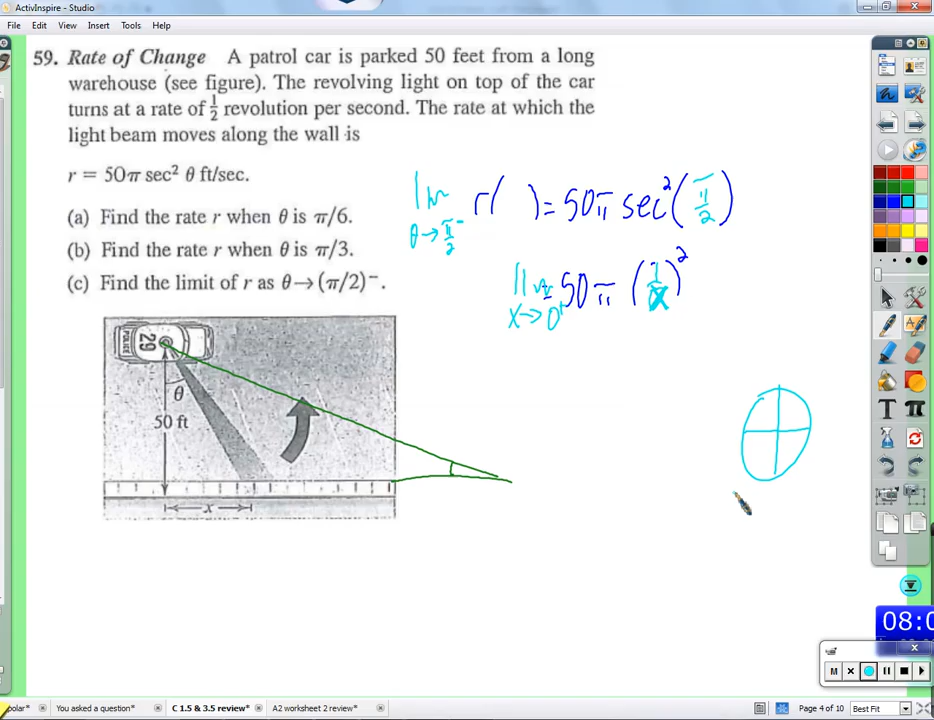 ActivInspire - Studio
File Edit View Insert Tools Help
59. Rate of Change A patrol car is parked 50 feet from a long
warehouse (see figure). The revolving light on top of the car
turns at a rate of 1/2 revolution per second. The rate at which the
light beam moves along the wall is
r = 50π sec² θ ft/sec.
(a) Find the rate r when θ is π/6.
(b) Find the rate r when θ is π/3.
(c) Find the limit of r as θ→(π/2)⁻.
lim θ→π/2⁻ r( ) = 50π sec²(π/2)
lim x→0⁺ = 50π (1/x)²
POLICE
29
θ
50 ft
x
T π
08:0
M
polar* You asked a question* C 1.5 & 3.5 review* A2 worksheet 2 review* Page 4 of 10 Best Fit